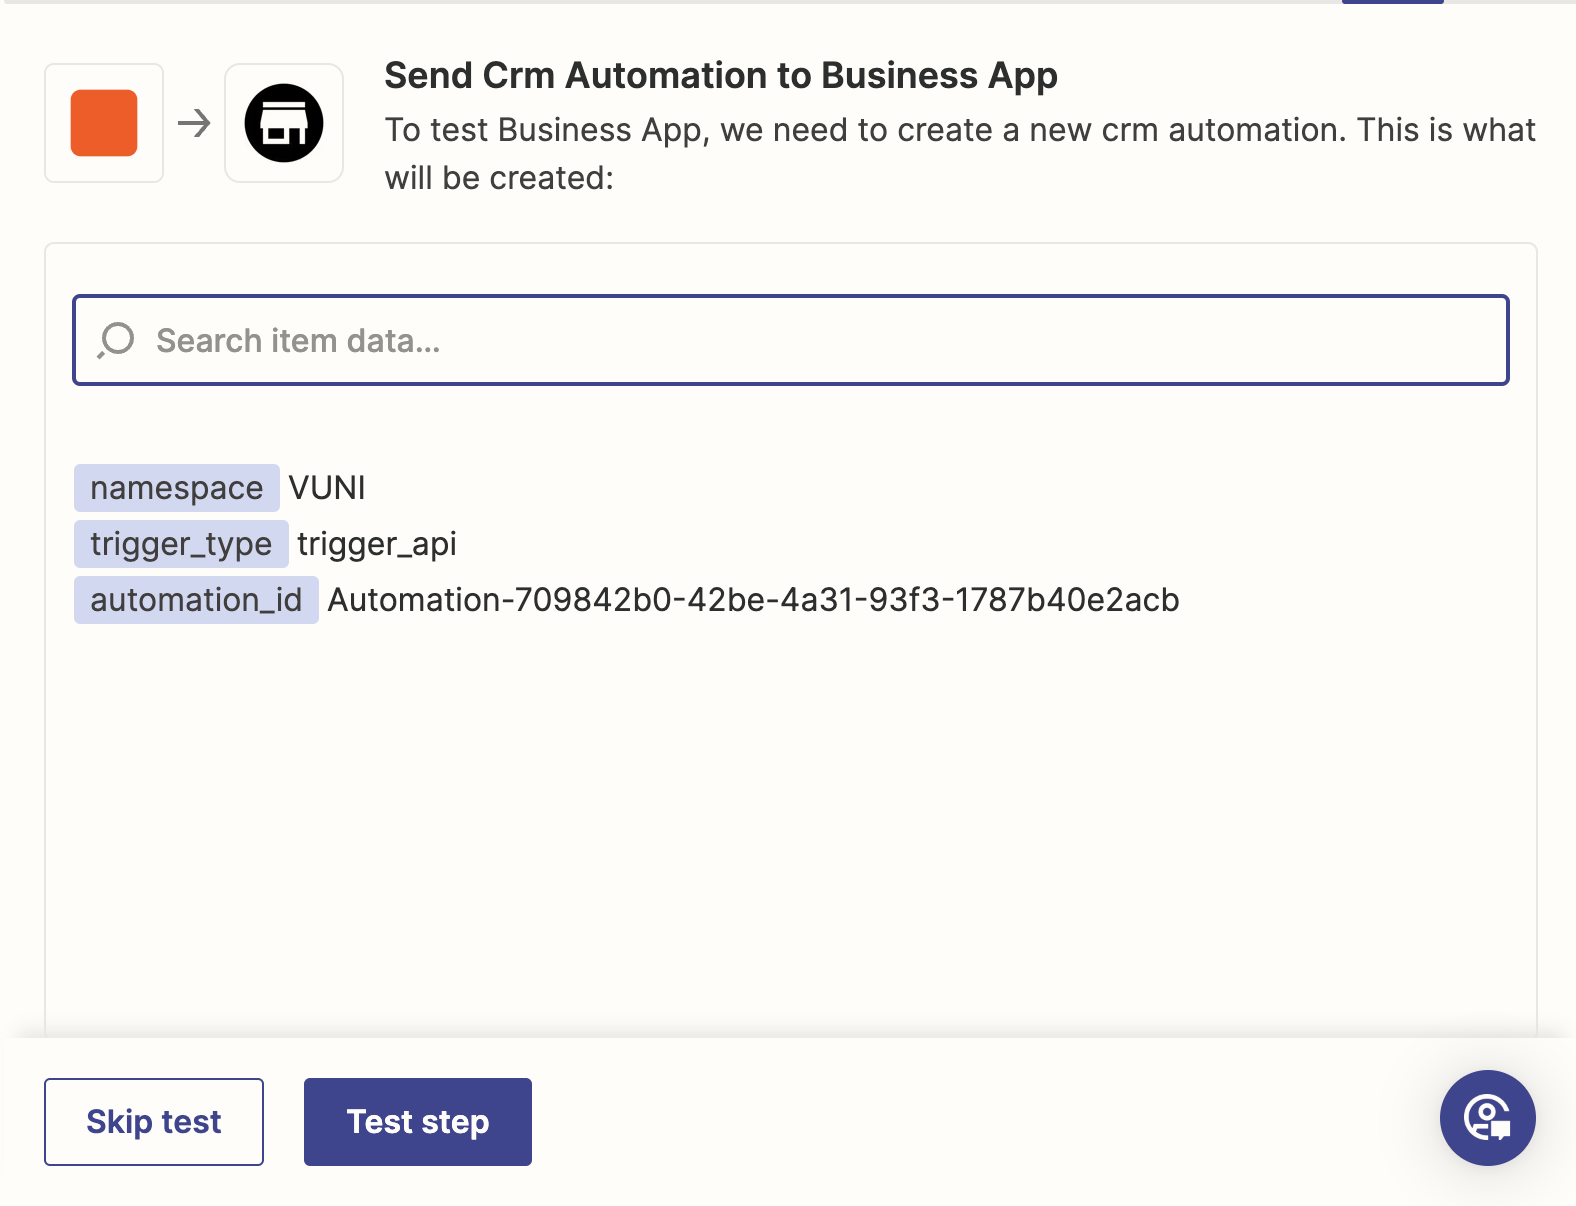 Send Crm Automation to Business App
To test Business App, we need to create a new crm automation. This is what
will be created:
Search item data...
namespace VUNI
trigger_type trigger_api
automation_id Automation-709842b0-42be-4a31-93f3-1787b40e2acb
Skip test
Test step